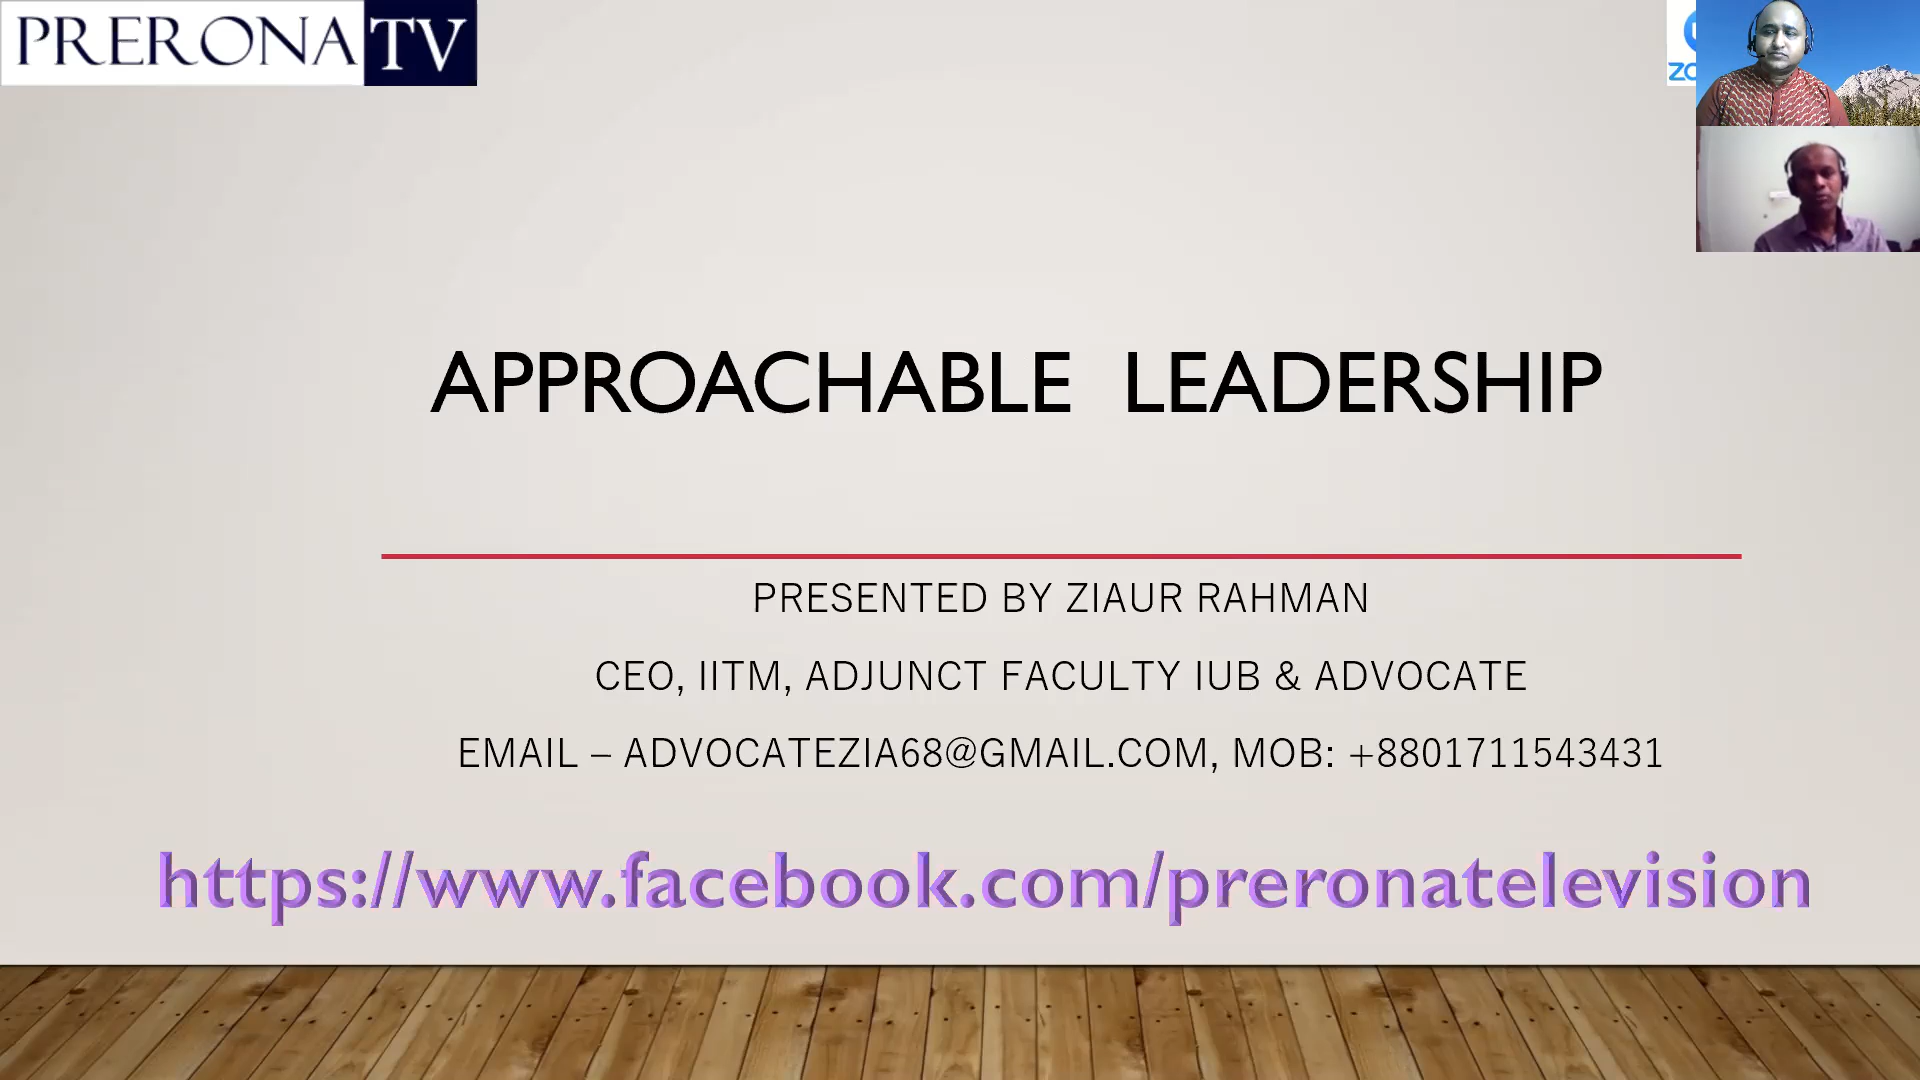 PRERONA TV
APPROACHABLE LEADERSHIP
PRESENTED BY ZIAUR RAHMAN
CEO, IITM, ADJUNCT FACULTY IUB & ADVOCATE
EMAIL – ADVOCATEZIA68@GMAIL.COM, MOB: +8801711543431
https://www.facebook.com/preronatelevision